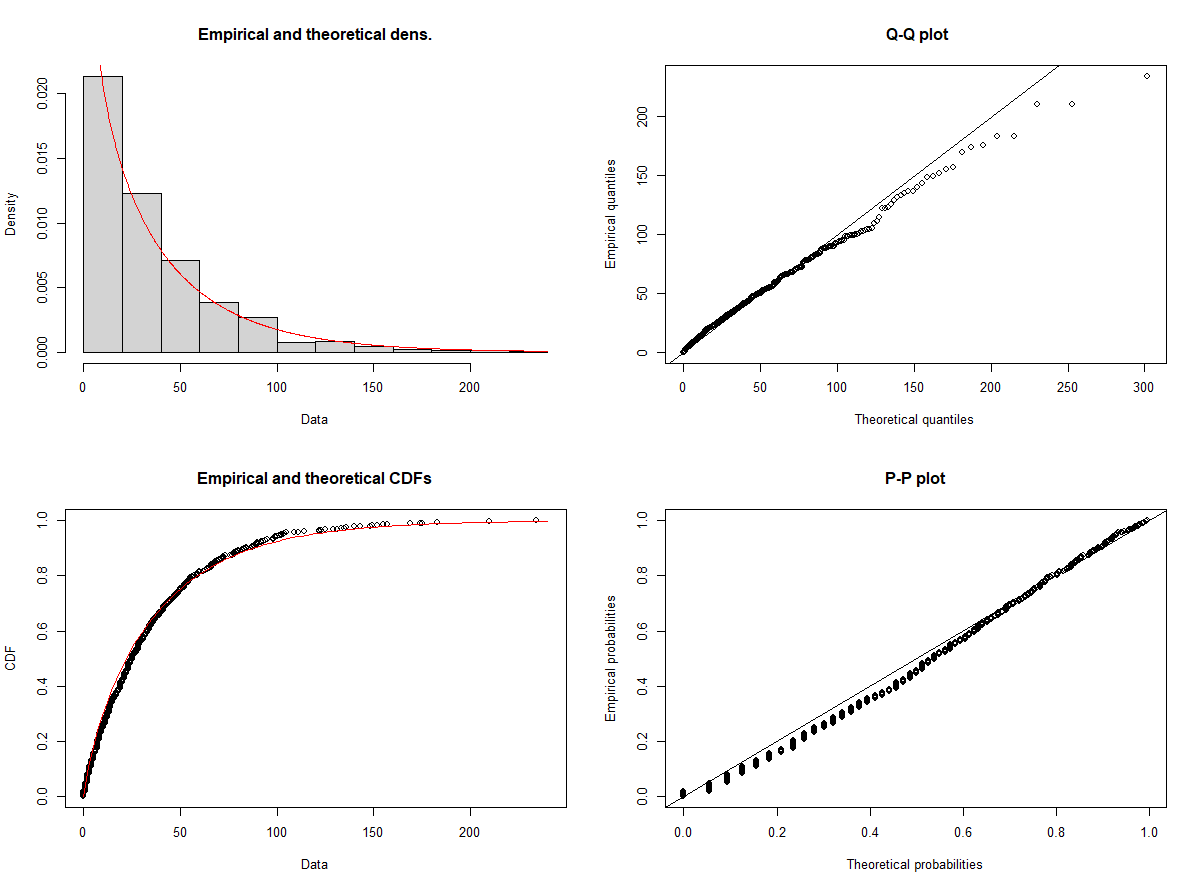 Empirical and theoretical dens.
Density
0.000 0.005 0.010 0.015 0.020
0 50 100 150 200
Data
Q-Q plot
Empirical quantiles
0 50 100 150 200
0 50 100 150 200 250 300
Theoretical quantiles
Empirical and theoretical CDFs
CDF
0.0 0.2 0.4 0.6 0.8 1.0
0 50 100 150 200
Data
P-P plot
Empirical probabilities
0.0 0.2 0.4 0.6 0.8 1.0
0.0 0.2 0.4 0.6 0.8 1.0
Theoretical probabilities